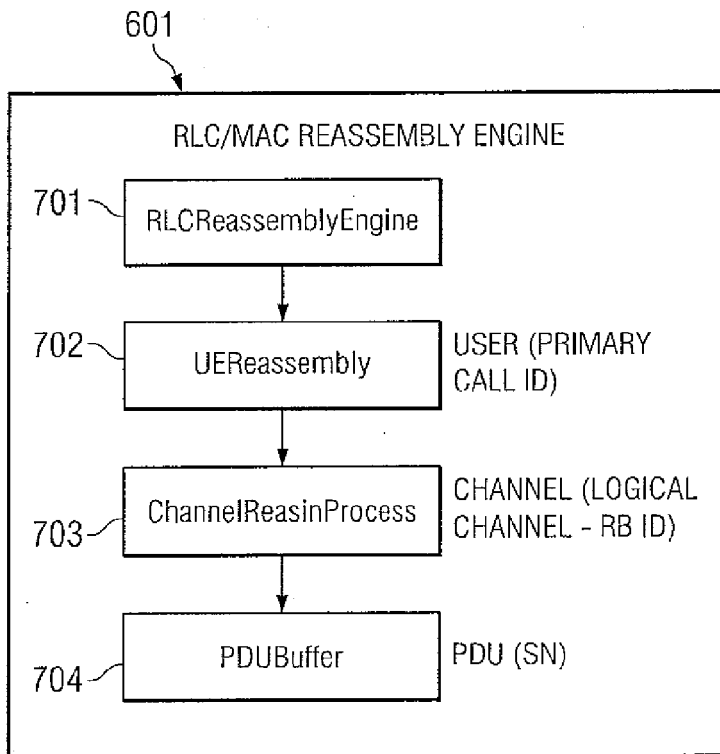 601
RLC/MAC REASSEMBLY ENGINE
701
RLCReassemblyEngine
702
UEReassembly
USER (PRIMARY
CALL ID)
703
ChannelReasinProcess
CHANNEL (LOGICAL
CHANNEL - RB ID)
704
PDUBuffer
PDU (SN)